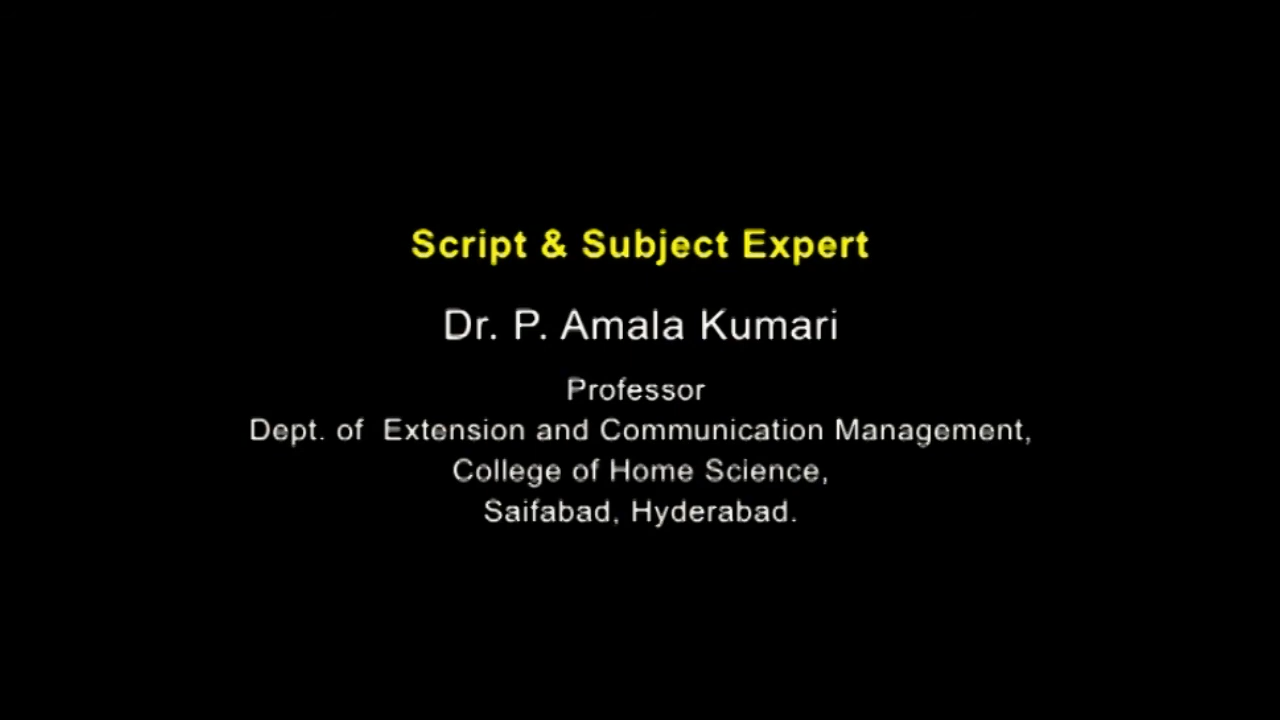 Script & Subject Expert
Dr. P. Amala Kumari
Professor
Dept. of  Extension and Communication Management,
College of Home Science,
Saifabad, Hyderabad.